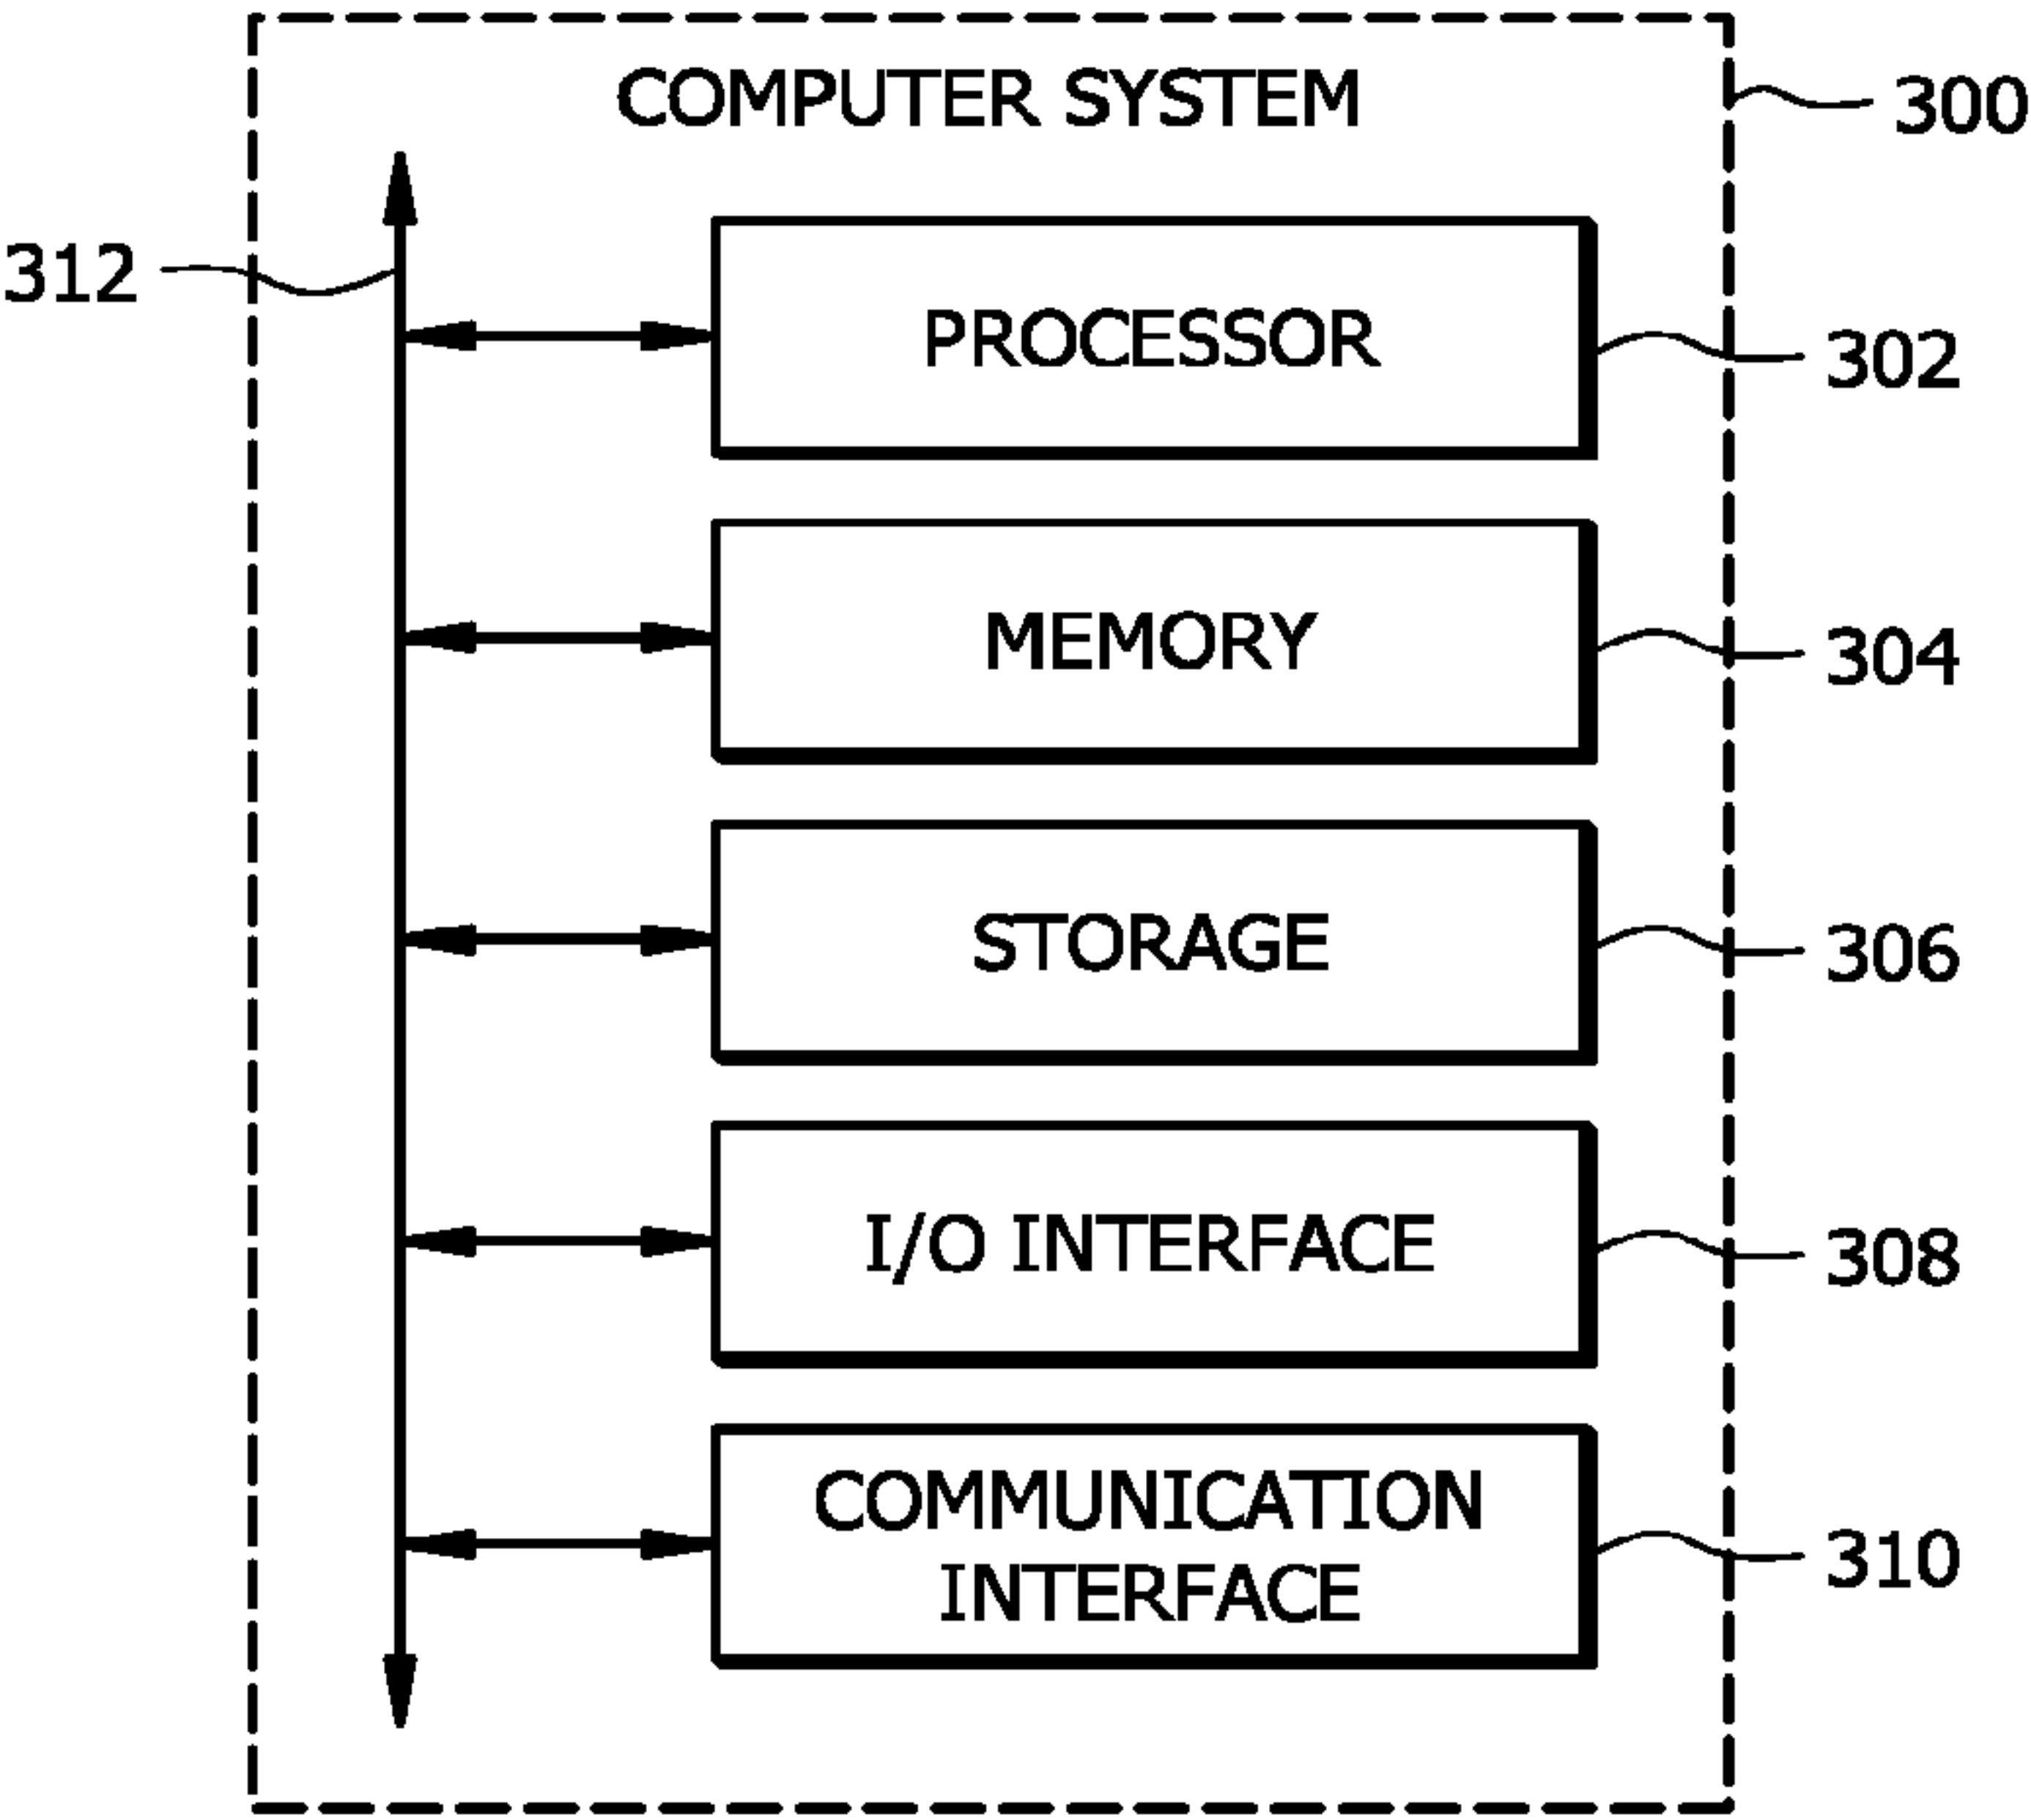 COMPUTER SYSTEM
300
312
PROCESSOR
302
MEMORY
304
STORAGE
306
I/O INTERFACE
308
COMMUNICATION
INTERFACE
310